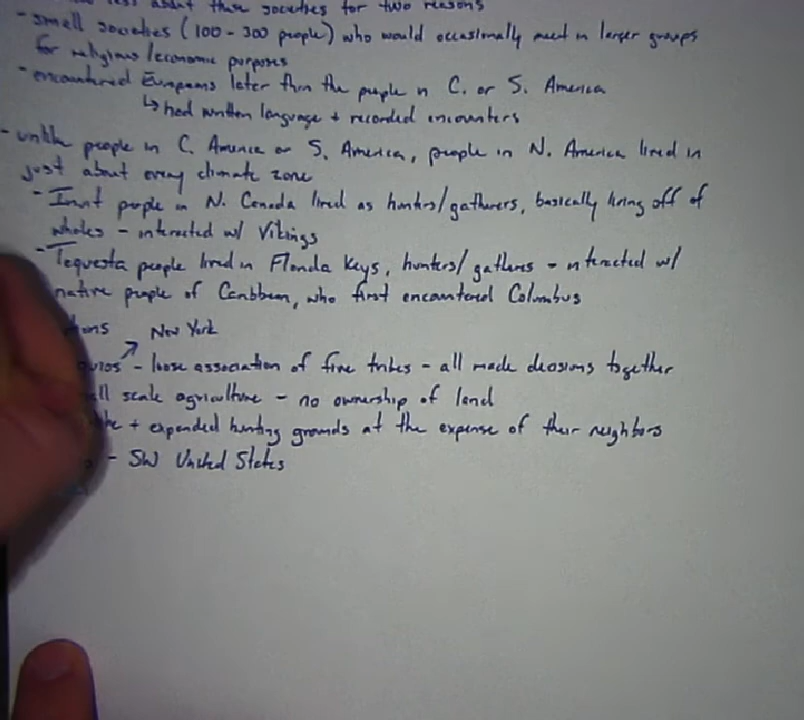 about these societies for two reasons
- small societies (100 - 300 people) who would occasionally meet in larger groups
for religious/economic purposes
- encountered Europeans later than the people in C. or S. America
↳ had written language + recorded encounters
- unlike people in C. America or S. America, people in N. America lived in
just about every climate zone
- Inuit people in N. Canada lived as hunters/gatherers, basically living off of
whales - interacted w/ Vikings
- Tequesta people lived in Florida Keys, hunters/gatherers - interacted w/
native people of Caribbean, who first encountered Columbus
New York
- loose association of five tribes - all made decisions together
scale agriculture - no ownership of land
+ expanded hunting grounds at the expense of their neighbors
- SW United States